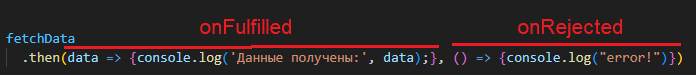 onFulfilled onRejected
fetchData
.then(data => {console.log('Данные получены:', data);}, () => {console.log("error!")})